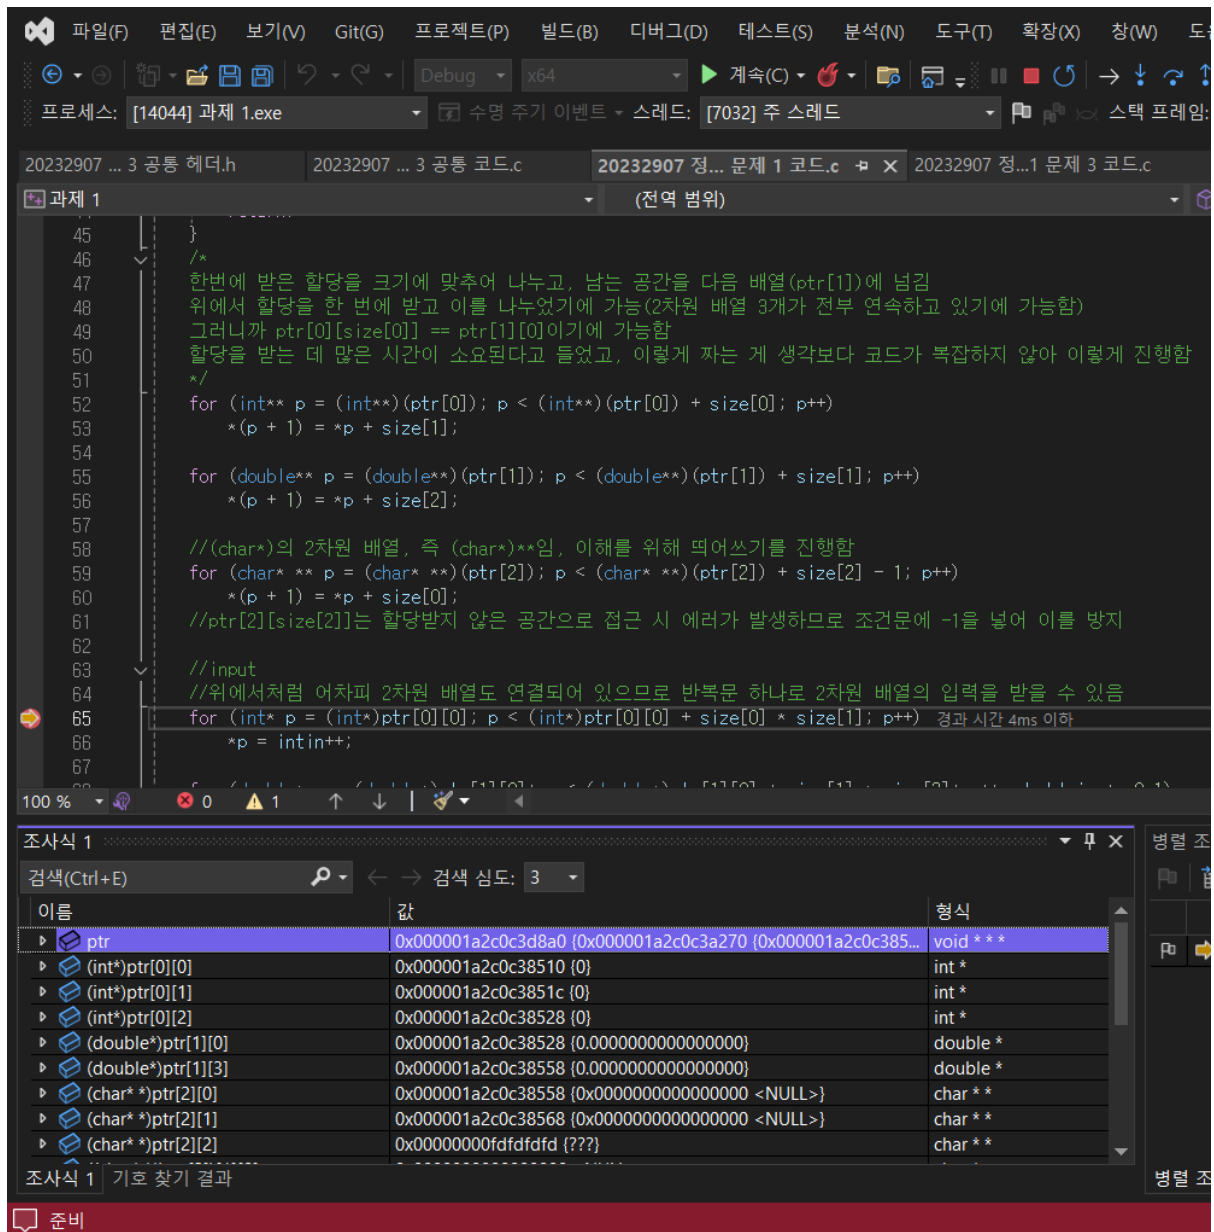 파일(F) 편집(E) 보기(V) Git(G) 프로젝트(P) 빌드(B) 디버그(D) 테스트(S) 분석(N) 도구(T) 확장(X) 창(W)
Debug x64 계속(C)
프로세스: [14044] 과제 1.exe 수명 주기 이벤트 스레드: [7032] 주 스레드 스택 프레임:
20232907 ... 3 공통 헤더.h 20232907 ... 3 공통 코드.c 20232907 정... 문제 1 코드.c 20232907 정...1 문제 3 코드.c
과제 1 (전역 범위)
45 }
46 /*
47 한번에 받은 할당을 크기에 맞추어 나누고, 남는 공간을 다음 배열(ptr[1])에 넘김
48 위에서 할당을 한 번에 받고 이를 나누었기에 가능(2차원 배열 3개가 전부 연속하고 있기에 가능함)
49 그러니까 ptr[0][size[0]] == ptr[1][0]이기에 가능함
50 할당을 받는 데 많은 시간이 소요된다고 들었고, 이렇게 짜는 게 생각보다 코드가 복잡하지 않아 이렇게 진행함
51 */
52 for (int** p = (int**)(ptr[0]); p < (int**)(ptr[0]) + size[0]; p++)
53 *(p + 1) = *p + size[1];
54
55 for (double** p = (double**)(ptr[1]); p < (double**)(ptr[1]) + size[1]; p++)
56 *(p + 1) = *p + size[2];
57
58 //(char*)의 2차원 배열, 즉 (char*)**임, 이해를 위해 띄어쓰기를 진행함
59 for (char* ** p = (char* **)(ptr[2]); p < (char* **)(ptr[2]) + size[2] - 1; p++)
60 *(p + 1) = *p + size[0];
61 //ptr[2][size[2]]는 할당받지 않은 공간으로 접근 시 에러가 발생하므로 조건문에 -1을 넣어 이를 방지
62
63 //input
64 //위에서처럼 어차피 2차원 배열도 연결되어 있으므로 반복문 하나로 2차원 배열의 입력을 받을 수 있음
65 for (int* p = (int*)ptr[0][0]; p < (int*)ptr[0][0] + size[0] * size[1]; p++) 경과 시간 4ms 이하
66 *p = intin++;
67
100 % 0 1
조사식 1 병렬 조
검색(Ctrl+E) 검색 심도: 3
이름 값 형식
ptr 0x000001a2c0c3d8a0 {0x000001a2c0c3a270 {0x000001a2c0c385... void * * *
(int*)ptr[0][0] 0x000001a2c0c38510 {0} int *
(int*)ptr[0][1] 0x000001a2c0c3851c {0} int *
(int*)ptr[0][2] 0x000001a2c0c38528 {0} int *
(double*)ptr[1][0] 0x000001a2c0c38528 {0.0000000000000000} double *
(double*)ptr[1][3] 0x000001a2c0c38558 {0.0000000000000000} double *
(char* *)ptr[2][0] 0x000001a2c0c38558 {0x0000000000000000 <NULL>} char * *
(char* *)ptr[2][1] 0x000001a2c0c38568 {0x0000000000000000 <NULL>} char * *
(char* *)ptr[2][2] 0x00000000fdfdfdfd {???} char * *
조사식 1 기호 찾기 결과 병렬 조
준비